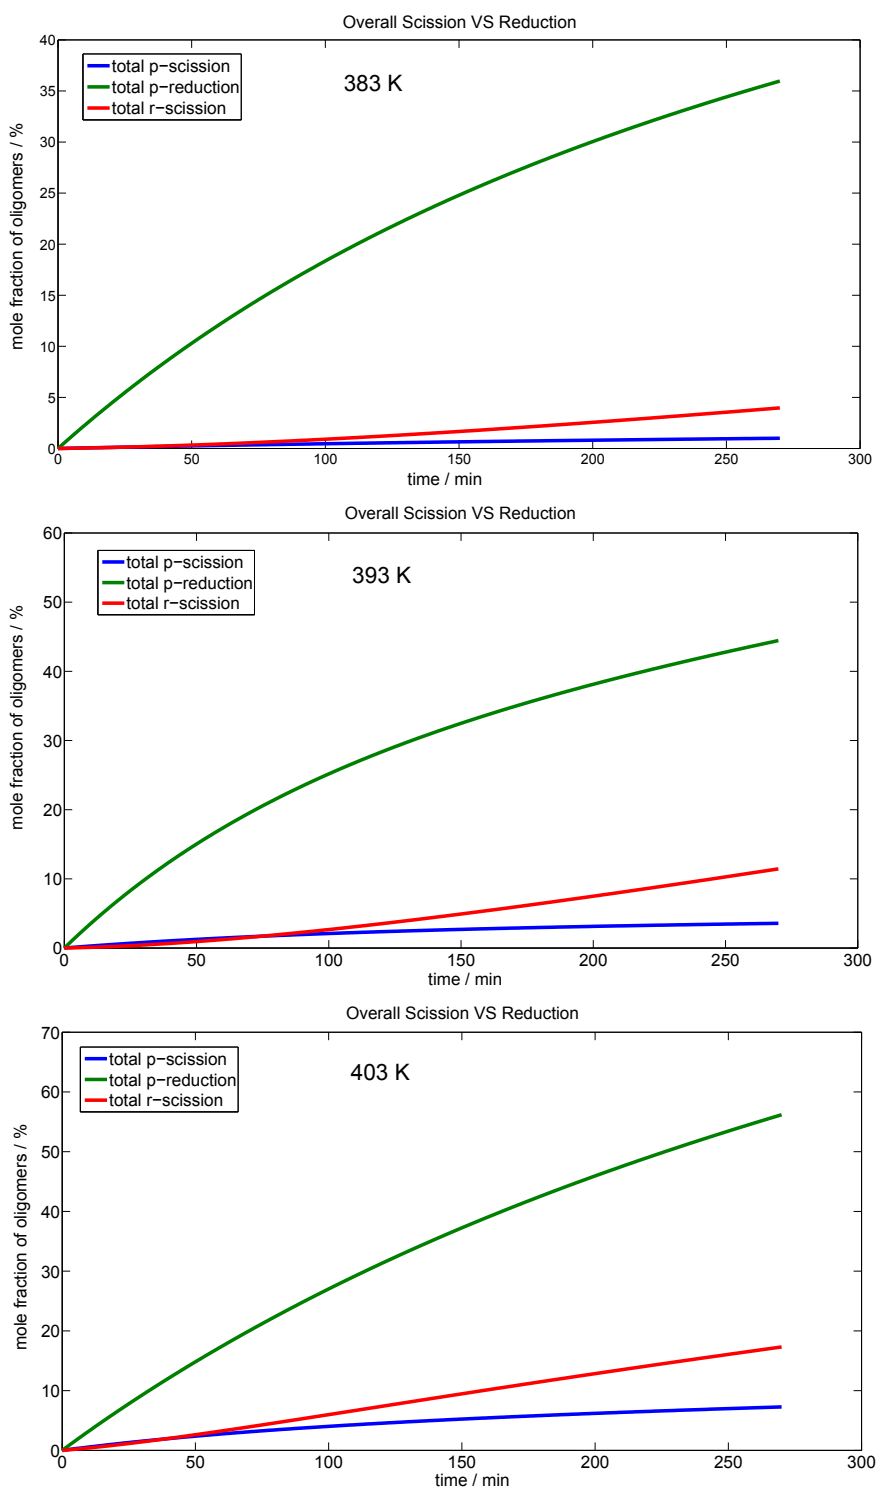 Overall Scission VS Reduction
40
35
30
25
20
15
10
5
0
mole fraction of oligomers / %
total p−scission
total p−reduction
total r−scission
383 K
0 50 100 150 200 250 300
time / min
Overall Scission VS Reduction
60
50
40
30
20
10
0
mole fraction of oligomers / %
total p−scission
total p−reduction
total r−scission
393 K
0 50 100 150 200 250 300
time / min
Overall Scission VS Reduction
70
60
50
40
30
20
10
0
mole fraction of oligomers / %
total p−scission
total p−reduction
total r−scission
403 K
0 50 100 150 200 250 300
time / min